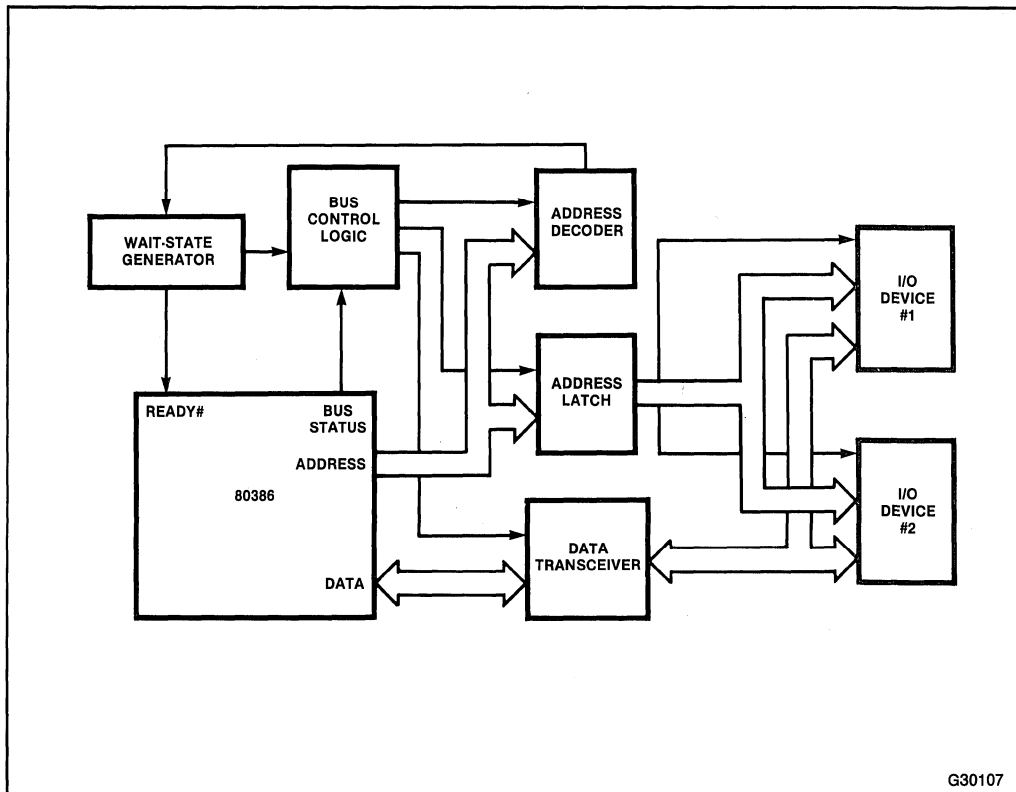 BUS
CONTROL
LOGIC
ADDRESS
DECODER
WAIT-STATE
GENERATOR
I/O
DEVICE
#1
ADDRESS
LATCH
READY#
BUS
STATUS
ADDRESS
80386
DATA
DATA
TRANSCEIVER
I/O
DEVICE
#2
G30107